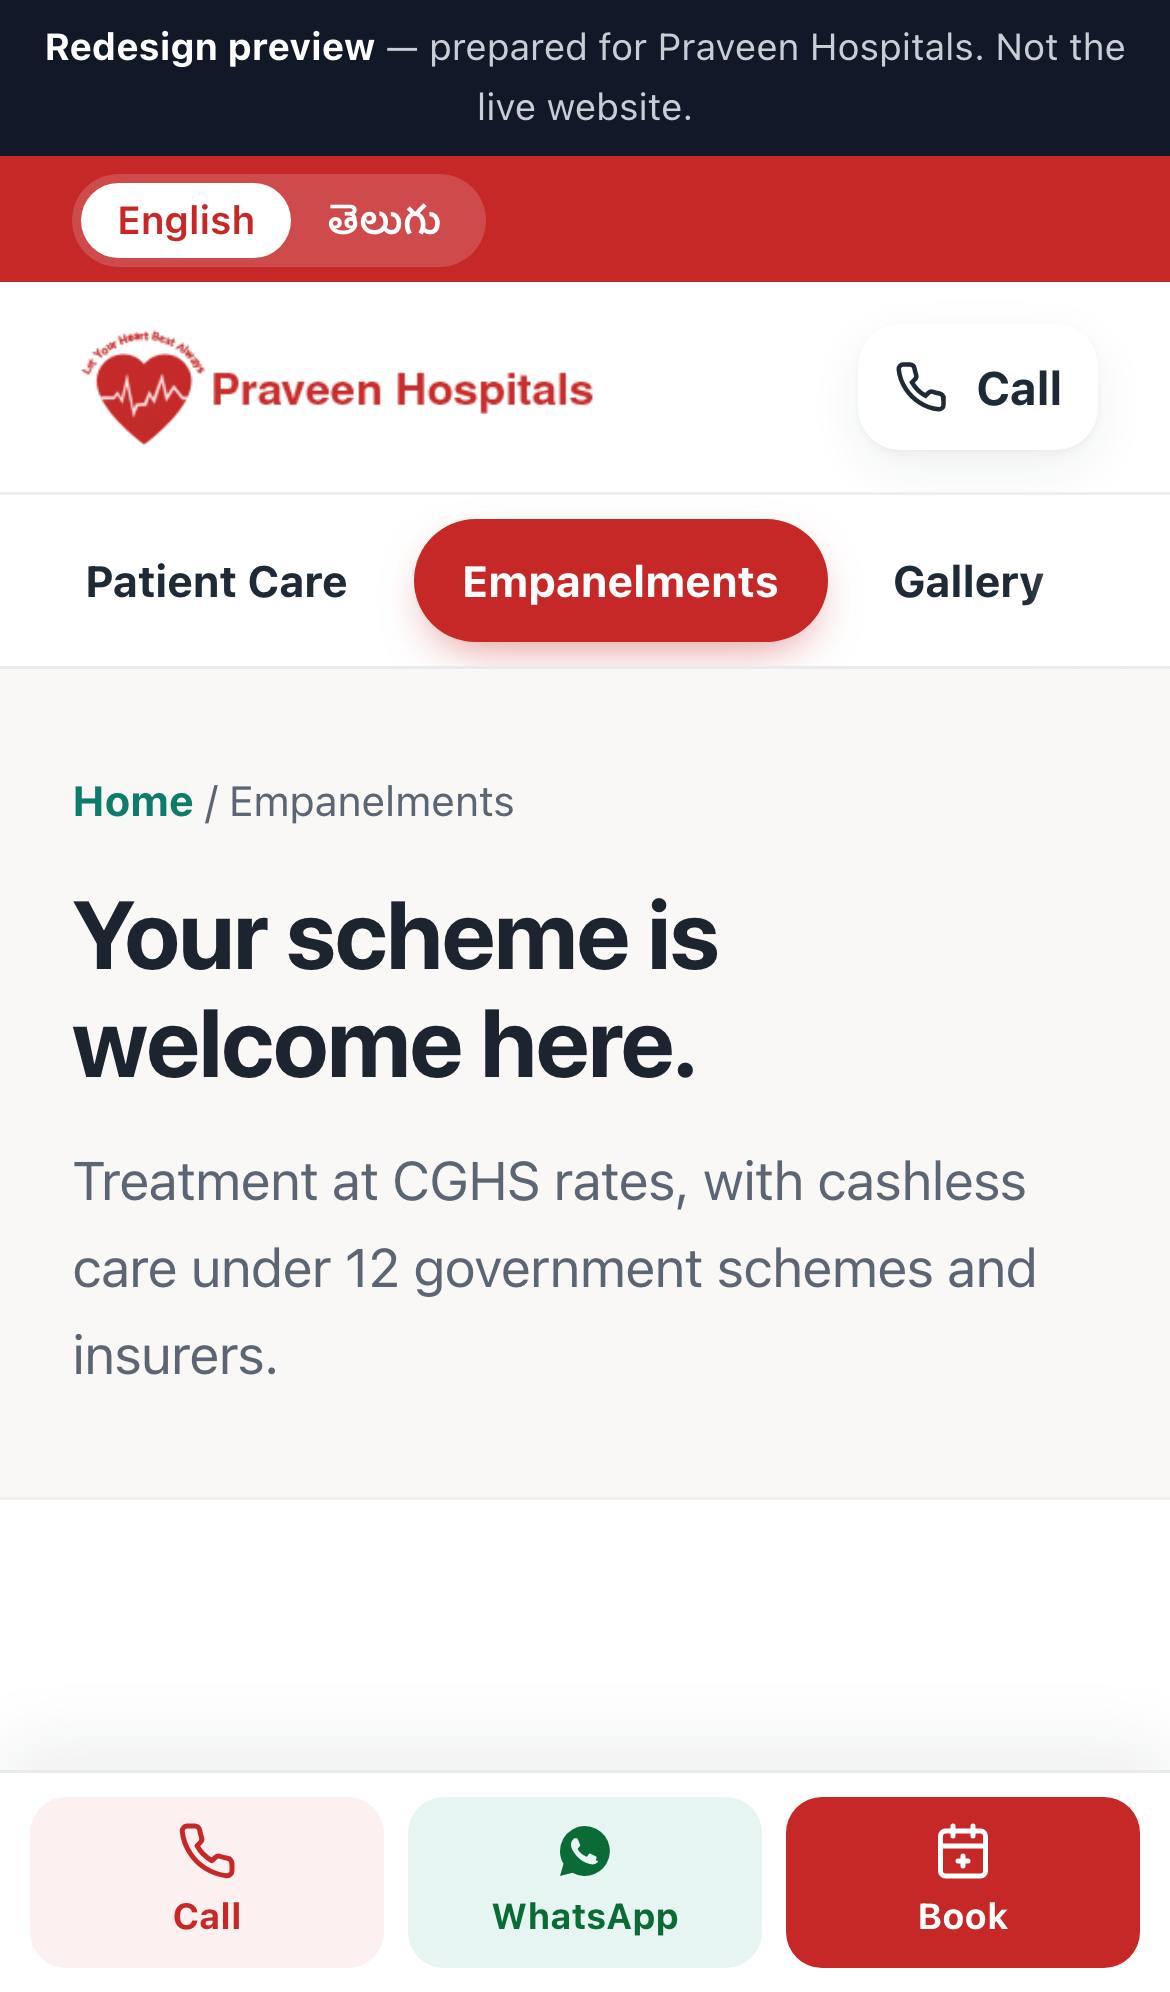 Redesign preview — prepared for Praveen Hospitals. Not the
live website.
English తెలుగు
Let Your Heart Beat Always
Praveen Hospitals
Call
Patient Care Empanelments Gallery
Home / Empanelments
Your scheme is
welcome here.
Treatment at CGHS rates, with cashless
care under 12 government schemes and
insurers.
Call WhatsApp Book